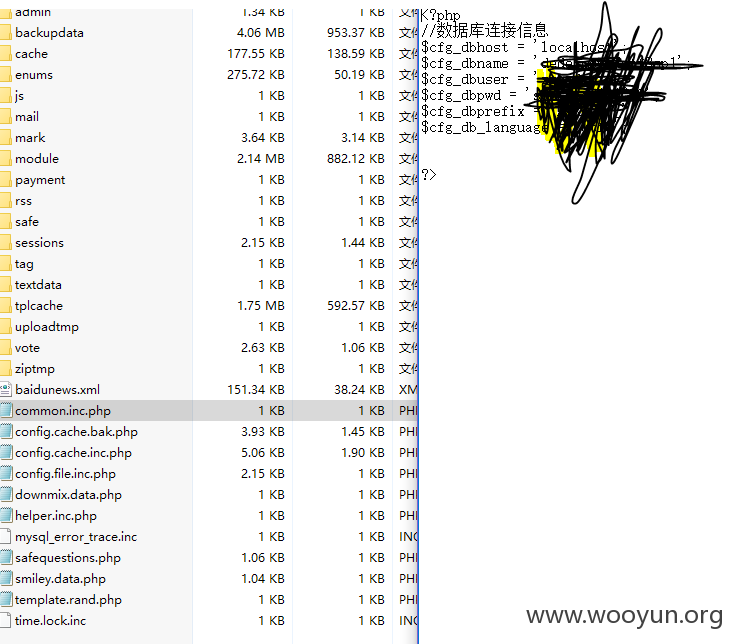 admin 1.34 KB 文件
backupdata 4.06 MB 953.37 KB 文件
cache 177.55 KB 138.59 KB 文件
enums 275.72 KB 50.19 KB 文件
js 1 KB 1 KB 文件
mail 1 KB 1 KB 文件
mark 3.64 KB 3.14 KB 文件
module 2.14 MB 882.12 KB 文件
payment 1 KB 1 KB 文件
rss 1 KB 1 KB 文件
safe 1 KB 1 KB 文件
sessions 2.15 KB 1.44 KB 文件
tag 1 KB 1 KB 文件
textdata 1 KB 1 KB 文件
tplcache 1.75 MB 592.57 KB 文件
uploadtmp 1 KB 1 KB 文件
vote 2.63 KB 1.06 KB 文件
ziptmp 1 KB 1 KB 文件
baidunews.xml 151.34 KB 38.24 KB XM
common.inc.php 1 KB 1 KB PH
config.cache.bak.php 3.93 KB 1.45 KB PH
config.cache.inc.php 5.06 KB 1.90 KB PH
config.file.inc.php 2.15 KB 1 KB PH
downmix.data.php 1 KB 1 KB PH
helper.inc.php 1 KB 1 KB PH
mysql_error_trace.inc 1 KB 1 KB INC
safequestions.php 1.06 KB 1 KB PH
smiley.data.php 1.04 KB 1 KB PH
template.rand.php 1 KB 1 KB PH
time.lock.inc 1 KB 1 KB INC
<?php
//数据库连接信息
$cfg_dbhost = 'localhost
$cfg_dbname = '
$cfg_dbuser = '
$cfg_dbpwd = '
$cfg_dbprefix
$cfg_db_language
?>
www.wooyun.org